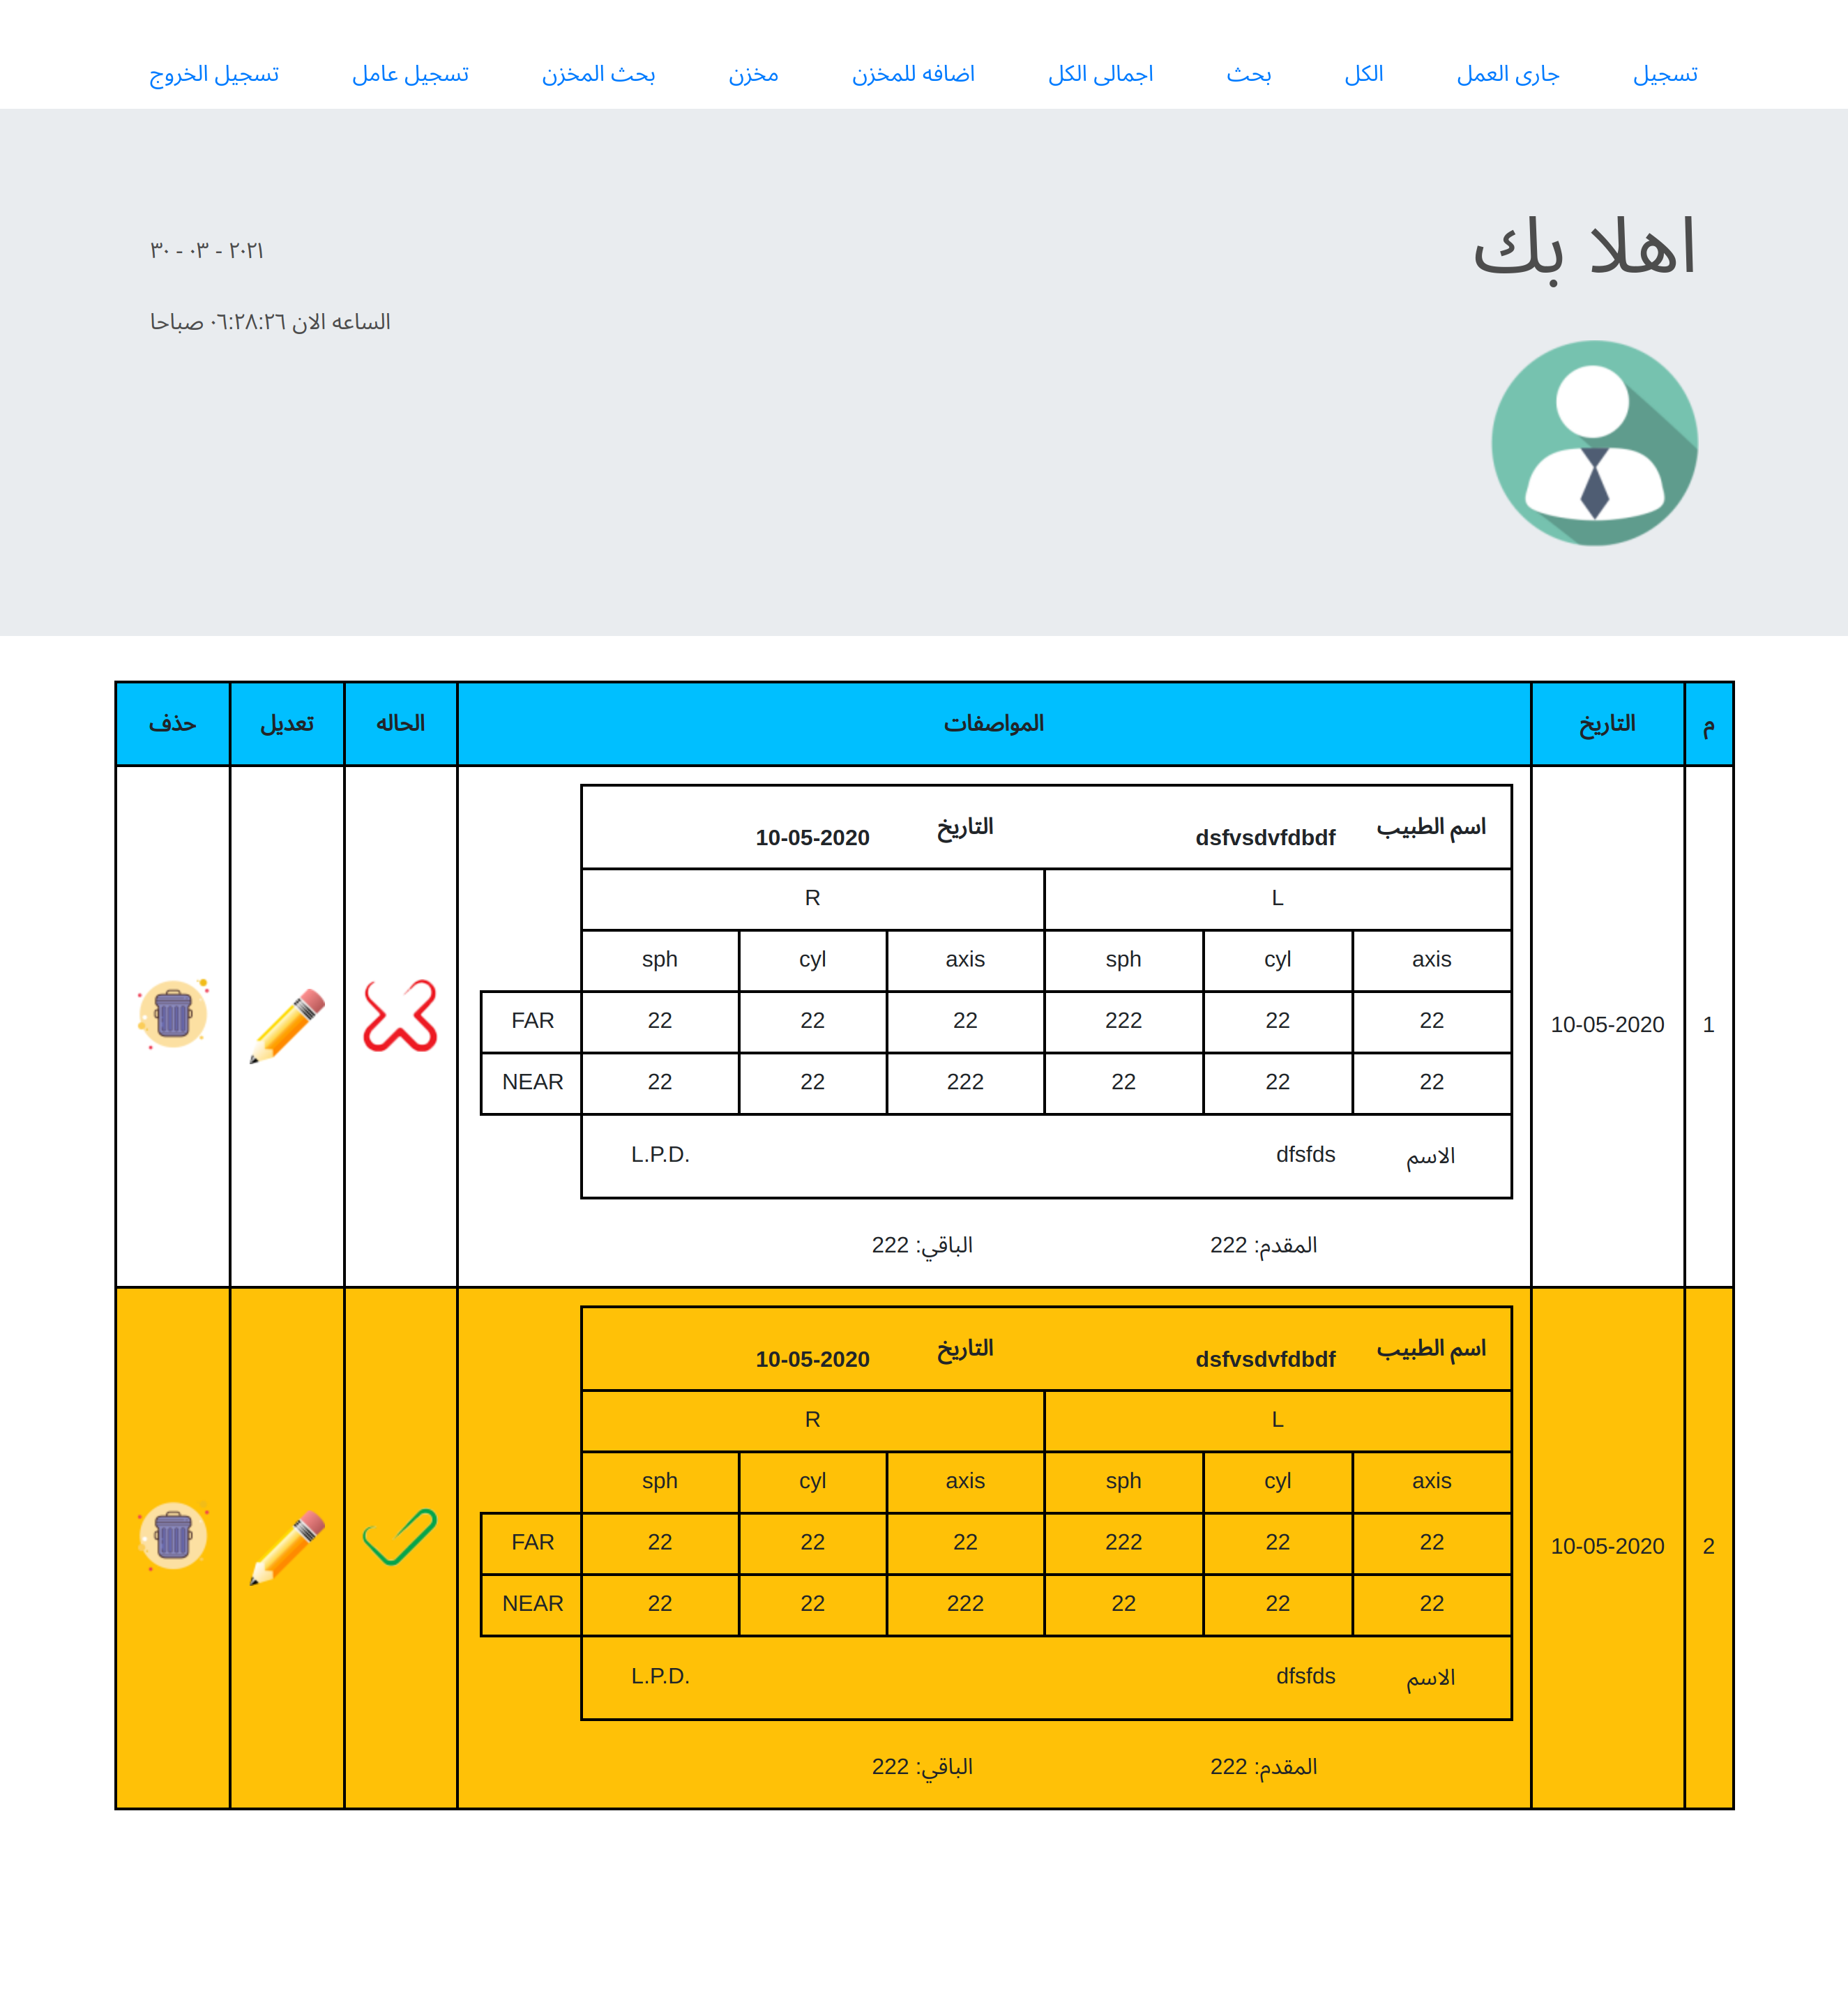 تسجيل جارى العمل الكل بحث اجمالى الكل اضافه للمخزن مخزن بحث المخزن تسجيل عامل تسجيل الخروج
اهلا بك
٣٠ - ٠٣ - ٢٠٢١
الساعه الان ٠٦:٢٨:٢٦ صباحا
م التاريخ المواصفات الحاله تعديل حذف
1 10-05-2020
اسم الطبيب dsfvsdvfdbdf التاريخ 10-05-2020
R L
sph cyl axis sph cyl axis
FAR 22 22 22 222 22 22
NEAR 22 22 222 22 22 22
الاسم dfsfds L.P.D.
المقدم: 222 الباقي: 222
2 10-05-2020
اسم الطبيب dsfvsdvfdbdf التاريخ 10-05-2020
R L
sph cyl axis sph cyl axis
FAR 22 22 22 222 22 22
NEAR 22 22 222 22 22 22
الاسم dfsfds L.P.D.
المقدم: 222 الباقي: 222